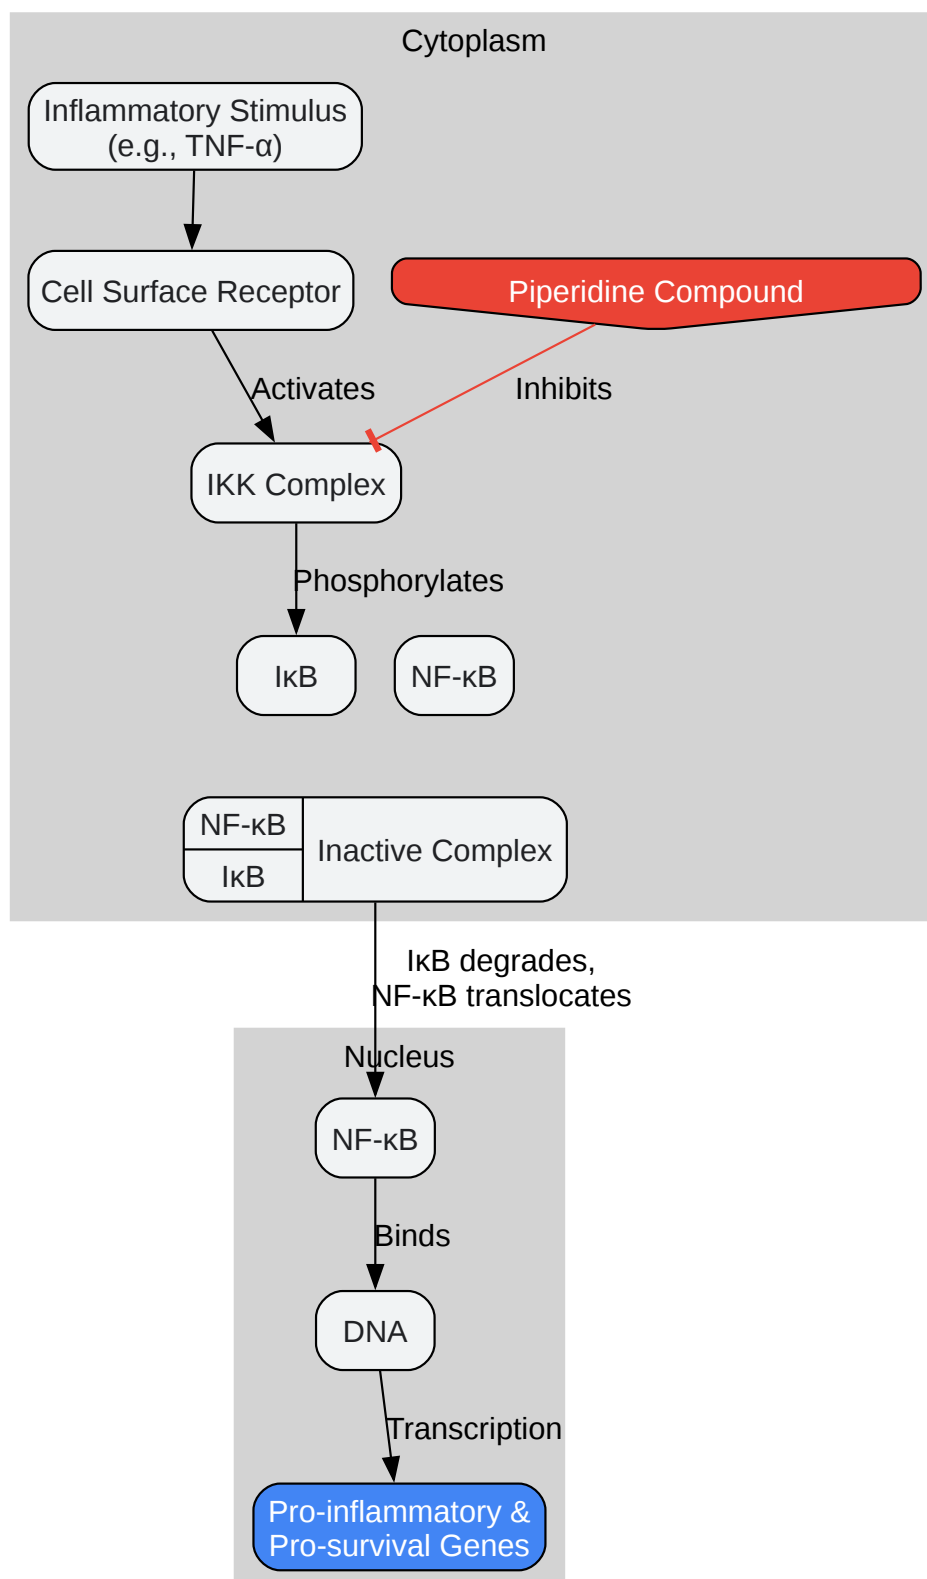 Cytoplasm
Inflammatory Stimulus
(e.g., TNF-α)
Cell Surface Receptor
Piperidine Compound
Activates
Inhibits
IKK Complex
Phosphorylates
IκB
NF-κB
NF-κB
IκB
Inactive Complex
IκB degrades,
NF-κB translocates
Nucleus
NF-κB
Binds
DNA
Transcription
Pro-inflammatory &
Pro-survival Genes